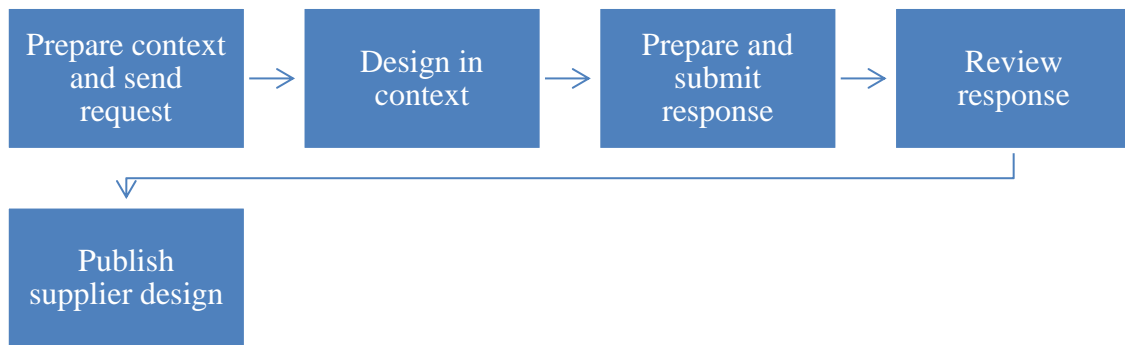 Prepare context
and send
request
Design in
context
Prepare and
submit
response
Review
response
Publish
supplier design